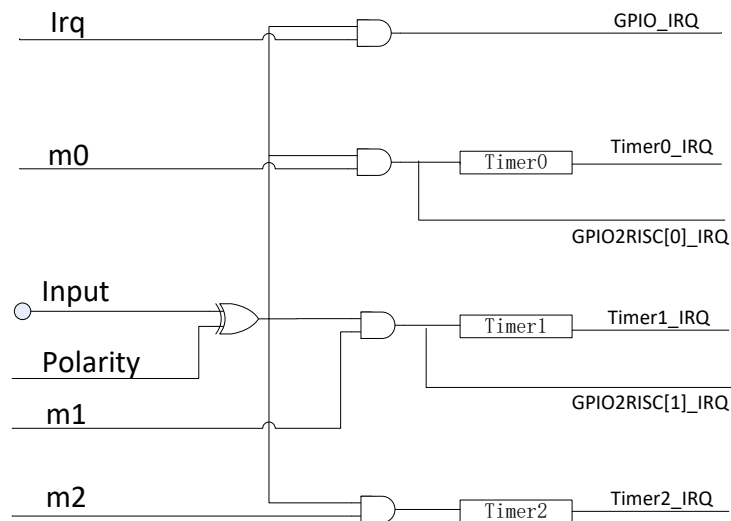 Irq
GPIO_IRQ
m0
Timer0
Timer0_IRQ
GPIO2RISC[0]_IRQ
Input
Timer1
Timer1_IRQ
Polarity
GPIO2RISC[1]_IRQ
m1
m2
Timer2
Timer2_IRQ